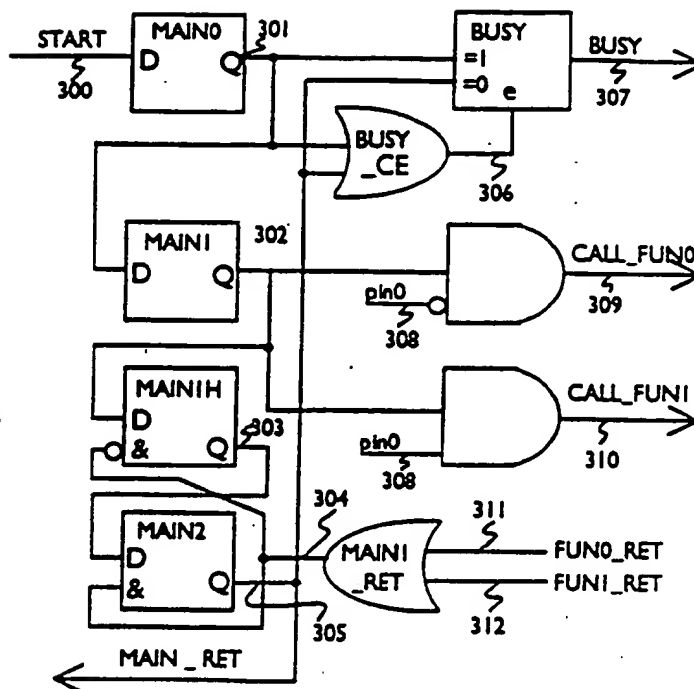 START
300
MAIN0
D
Q
301
BUSY
=1
=0
e
BUSY
307
BUSY
_CE
306
MAIN1
D
Q
302
pin0
308
CALL_FUN0
309
MAIN1H
D
&
Q
303
pin0
308
CALL_FUN1
310
MAIN2
D
&
Q
304
305
MAIN1
_RET
311
FUN0_RET
FUN1_RET
312
MAIN _ RET